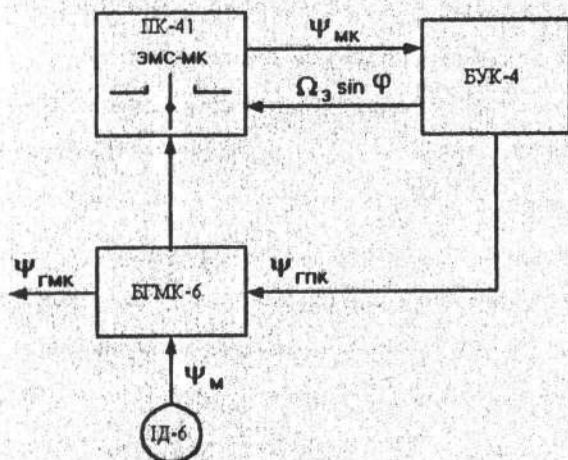 ПК-41
ЭМС-МК
Ψ МК
БУК-4
Ω З sin φ
Ψ ГМК
БГМК-6
Ψ ГПК
Ψ М
ІД-6